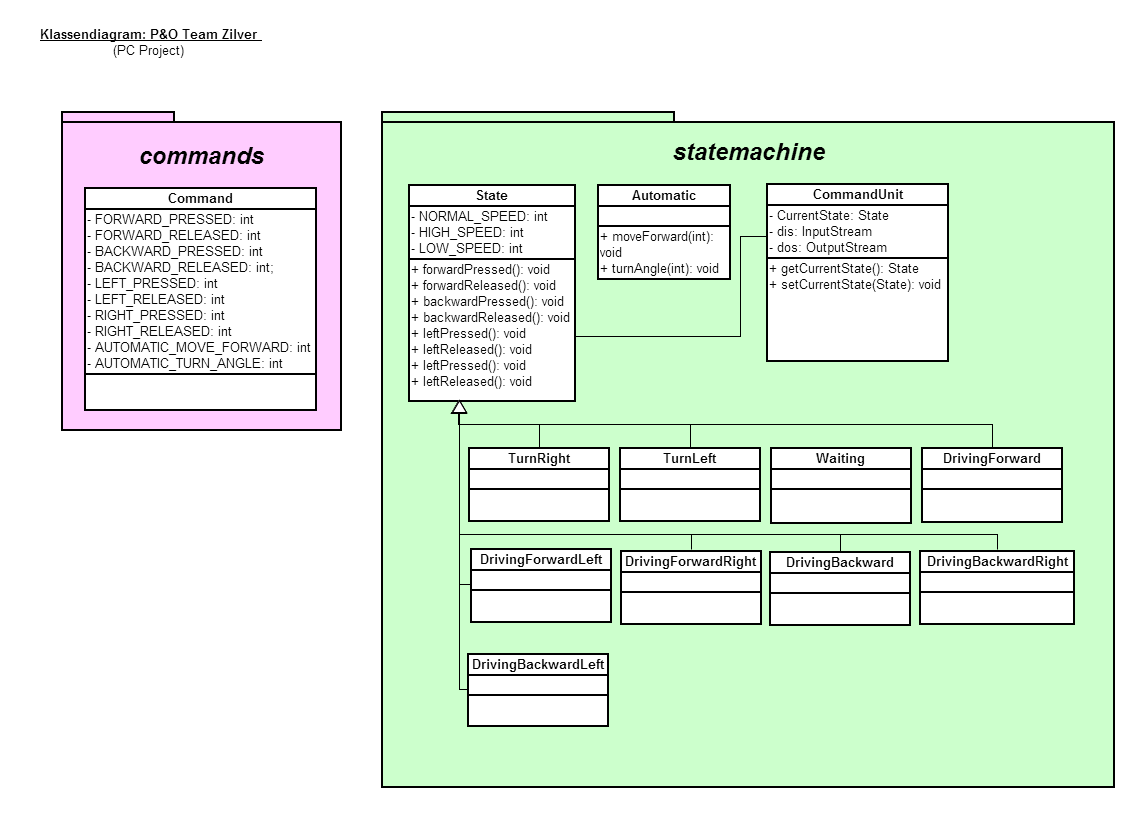 Klassendiagram: P&O Team Zilver
(PC Project)
commands
Command
- FORWARD_PRESSED: int
- FORWARD_RELEASED: int
- BACKWARD_PRESSED: int
- BACKWARD_RELEASED: int;
- LEFT_PRESSED: int
- LEFT_RELEASED: int
- RIGHT_PRESSED: int
- RIGHT_RELEASED: int
- AUTOMATIC_MOVE_FORWARD: int
- AUTOMATIC_TURN_ANGLE: int
statemachine
State
- NORMAL_SPEED: int
- HIGH_SPEED: int
- LOW_SPEED: int
+ forwardPressed(): void
+ forwardReleased(): void
+ backwardPressed(): void
+ backwardReleased(): void
+ leftPressed(): void
+ leftReleased(): void
+ leftPressed(): void
+ leftReleased(): void
Automatic
+ moveForward(int):
void
+ turnAngle(int): void
CommandUnit
- CurrentState: State
- dis: InputStream
- dos: OutputStream
+ getCurrentState(): State
+ setCurrentState(State): void
TurnRight
TurnLeft
Waiting
DrivingForward
DrivingForwardLeft
DrivingForwardRight
DrivingBackward
DrivingBackwardRight
DrivingBackwardLeft